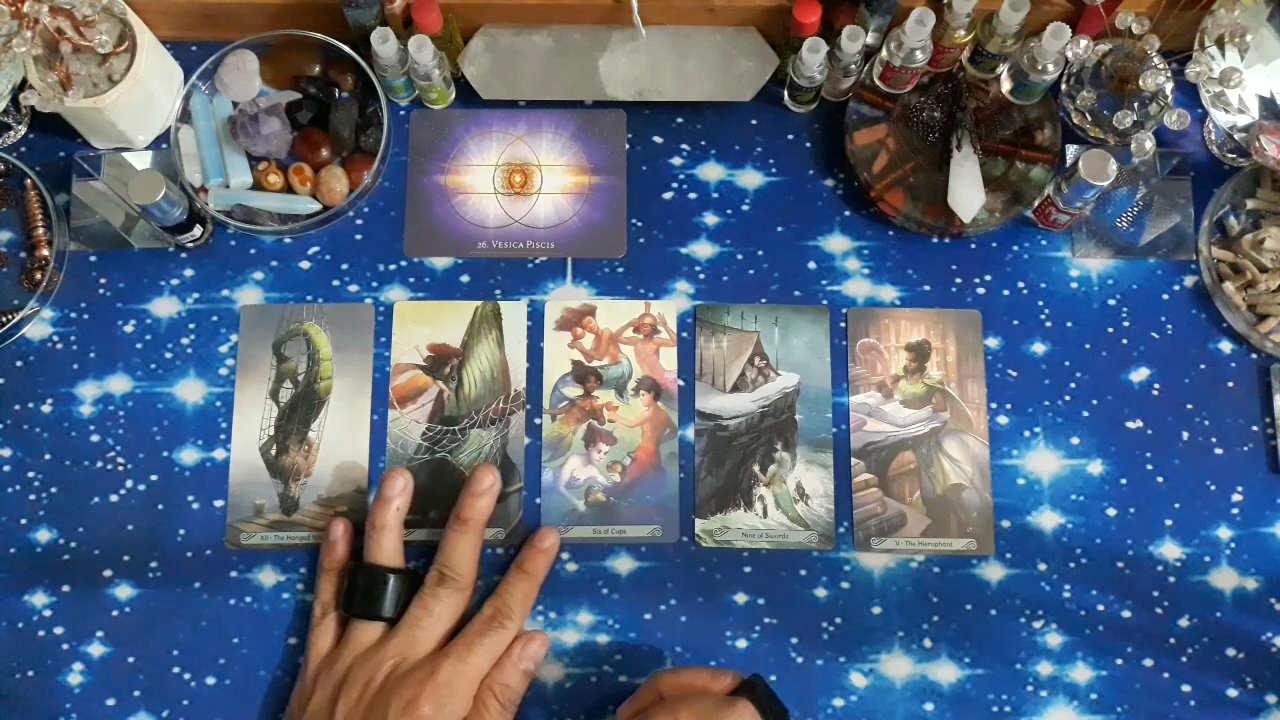 26. Vesica Piscis
XII - The Hanged
Six of Cups
Nine of Swords
V - The Hierophant